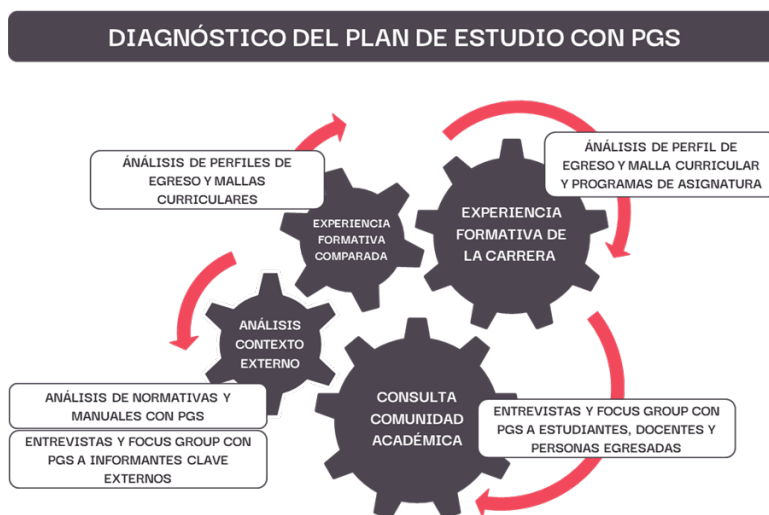 DIAGNÓSTICO DEL PLAN DE ESTUDIO CON PGS
ÁNÁLISIS DE PERFILES DE
EGRESO Y MALLAS
CURRICULARES
ÁNÁLISIS DE PERFIL DE
EGRESO Y MALLA CURRICULAR
Y PROGRAMAS DE ASIGNATURA
EXPERIENCIA
FORMATIVA
COMPARADA
EXPERIENCIA
FORMATIVA DE
LA CARRERA
ANÁLISIS
CONTEXTO
EXTERNO
CONSULTA
COMUNIDAD
ACADÉMICA
ANÁLISIS DE NORMATIVAS Y
MANUALES CON PGS
ENTREVISTAS Y FOCUS GROUP CON
PGS A INFORMANTES CLAVE
EXTERNOS
ENTREVISTAS Y FOCUS GROUP CON
PGS A ESTUDIANTES, DOCENTES Y
PERSONAS EGRESADAS